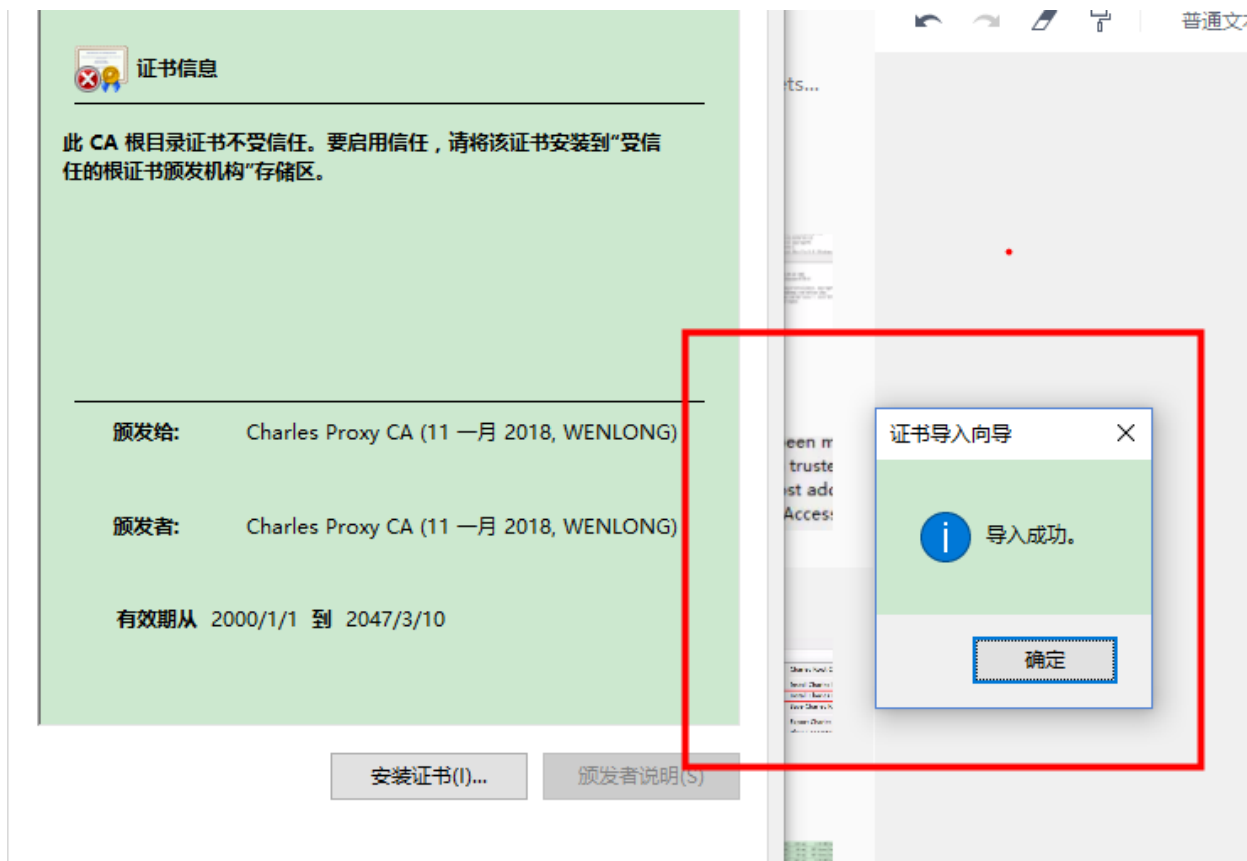 普通文
ets...
证书信息
此 CA 根目录证书不受信任。要启用信任，请将该证书安装到“受信
任的根证书颁发机构”存储区。
颁发给: Charles Proxy CA (11 一月 2018, WENLONG)
颁发者: Charles Proxy CA (11 一月 2018, WENLONG)
有效期从 2000/1/1 到 2047/3/10
een m
truste
st add
Access
证书导入向导
导入成功。
确定
安装证书(I)...
颁发者说明(S)